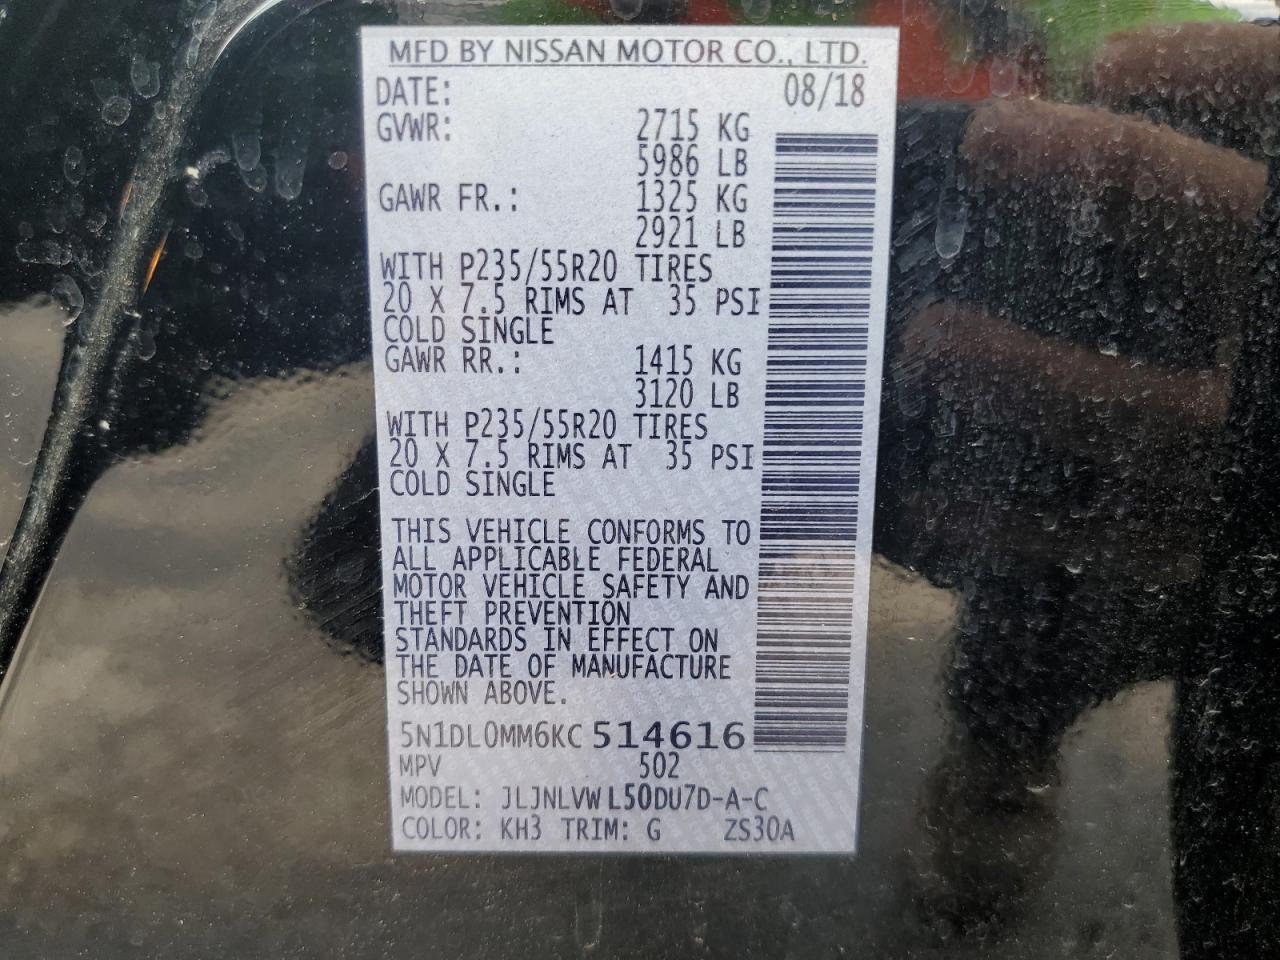 MFD BY NISSAN MOTOR CO., LTD.
DATE: 08/18
GVWR: 2715 KG
5986 LB
GAWR FR.: 1325 KG
2921 LB
WITH P235/55R20 TIRES
20 X 7.5 RIMS AT 35 PSI
COLD SINGLE
GAWR RR.: 1415 KG
3120 LB
WITH P235/55R20 TIRES
20 X 7.5 RIMS AT 35 PSI
COLD SINGLE
THIS VEHICLE CONFORMS TO
ALL APPLICABLE FEDERAL
MOTOR VEHICLE SAFETY AND
THEFT PREVENTION
STANDARDS IN EFFECT ON
THE DATE OF MANUFACTURE
SHOWN ABOVE.
5N1DL0MM6KC514616
MPV 502
MODEL: JLJNLVWL50DU7D-A-C
COLOR: KH3 TRIM: G ZS30A